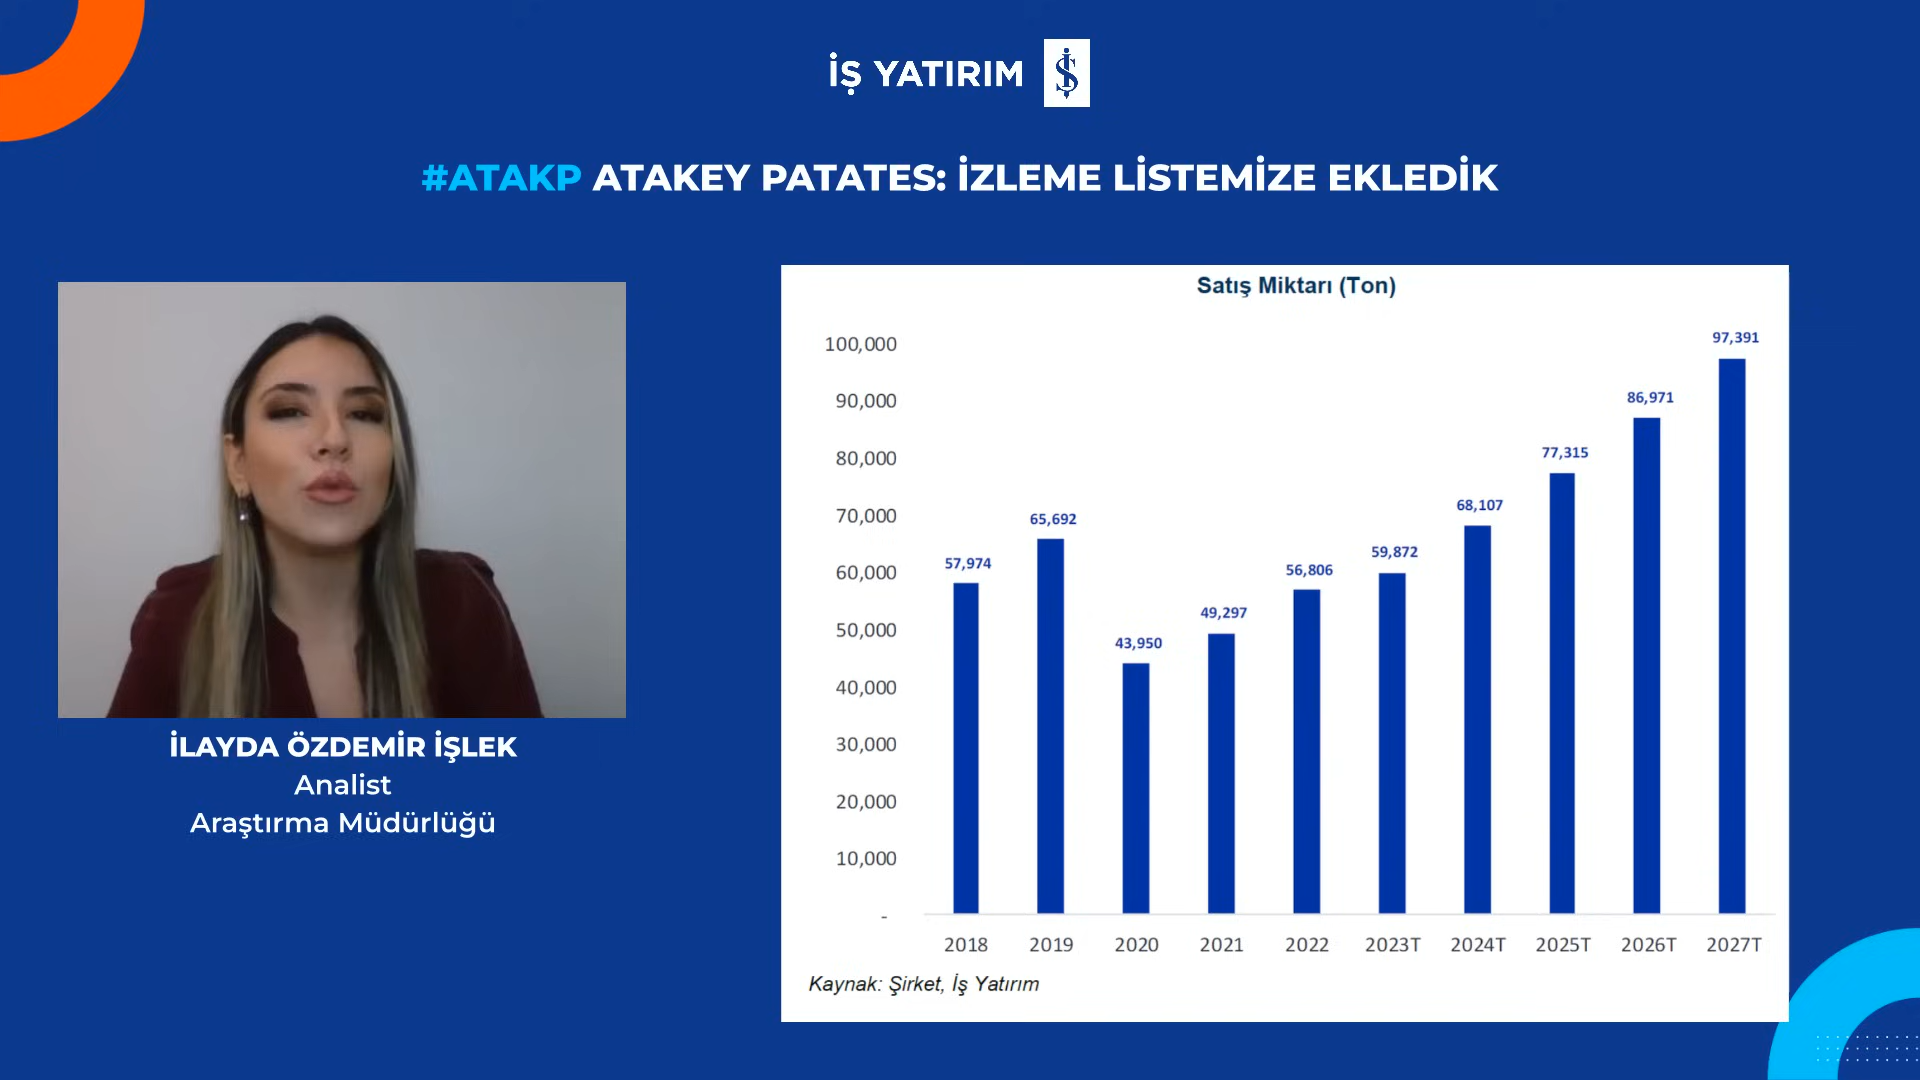 İŞ YATIRIM
#ATAKP ATAKEY PATATES: İZLEME LİSTEMİZE EKLEDİK
İLAYDA ÖZDEMİR İŞLEK
Analist
Araştırma Müdürlüğü
Satış Miktarı (Ton)
100,000
90,000
80,000
70,000
60,000
50,000
40,000
30,000
20,000
10,000
-
57,974
65,692
43,950
49,297
56,806
59,872
68,107
77,315
86,971
97,391
2018 2019 2020 2021 2022 2023T 2024T 2025T 2026T 2027T
Kaynak: Şirket, İş Yatırım